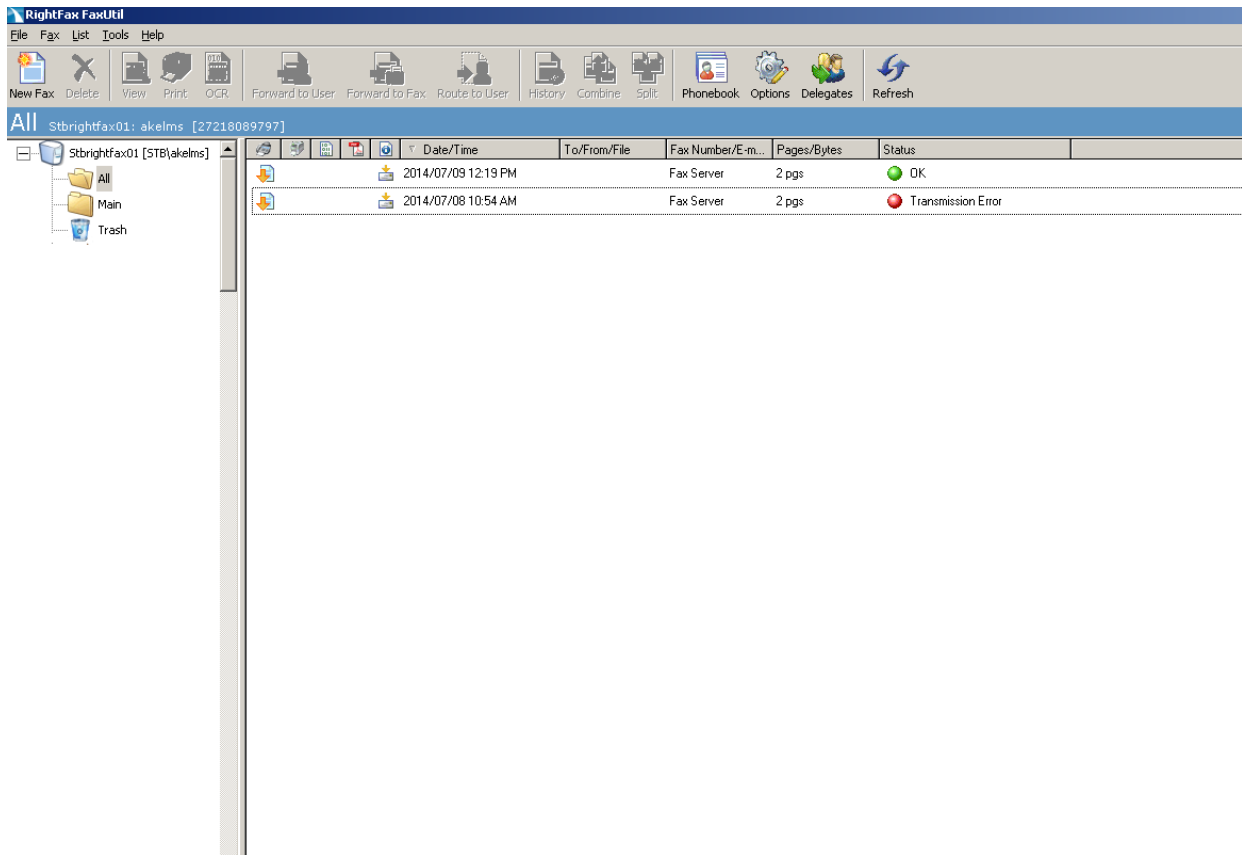 RightFax FaxUtil
File Fax List Tools Help
New Fax Delete View Print OCR Forward to User Forward to Fax Route to User History Combine Split Phonebook Options Delegates Refresh
All Stbrightfax01: akelms [27218089797]
Stbrightfax01 [STB\akelms]
All
Main
Trash
Date/Time To/From/File Fax Number/E-m... Pages/Bytes Status
2014/07/09 12:19 PM Fax Server 2 pgs OK
2014/07/08 10:54 AM Fax Server 2 pgs Transmission Error